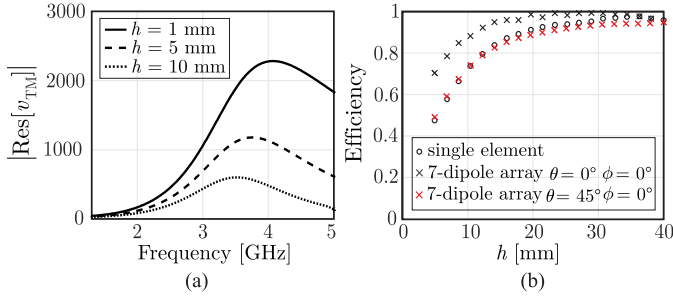 3000
2000
1000
0
|Res[v_TM]|
h = 1 mm
h = 5 mm
h = 10 mm
2
3
4
5
Frequency [GHz]
(a)
1
0.8
0.6
0.4
0.2
0
Efficiency
single element
7-dipole array θ= 0° ϕ= 0°
7-dipole array θ= 45° ϕ= 0°
0
10
20
30
40
h [mm]
(b)